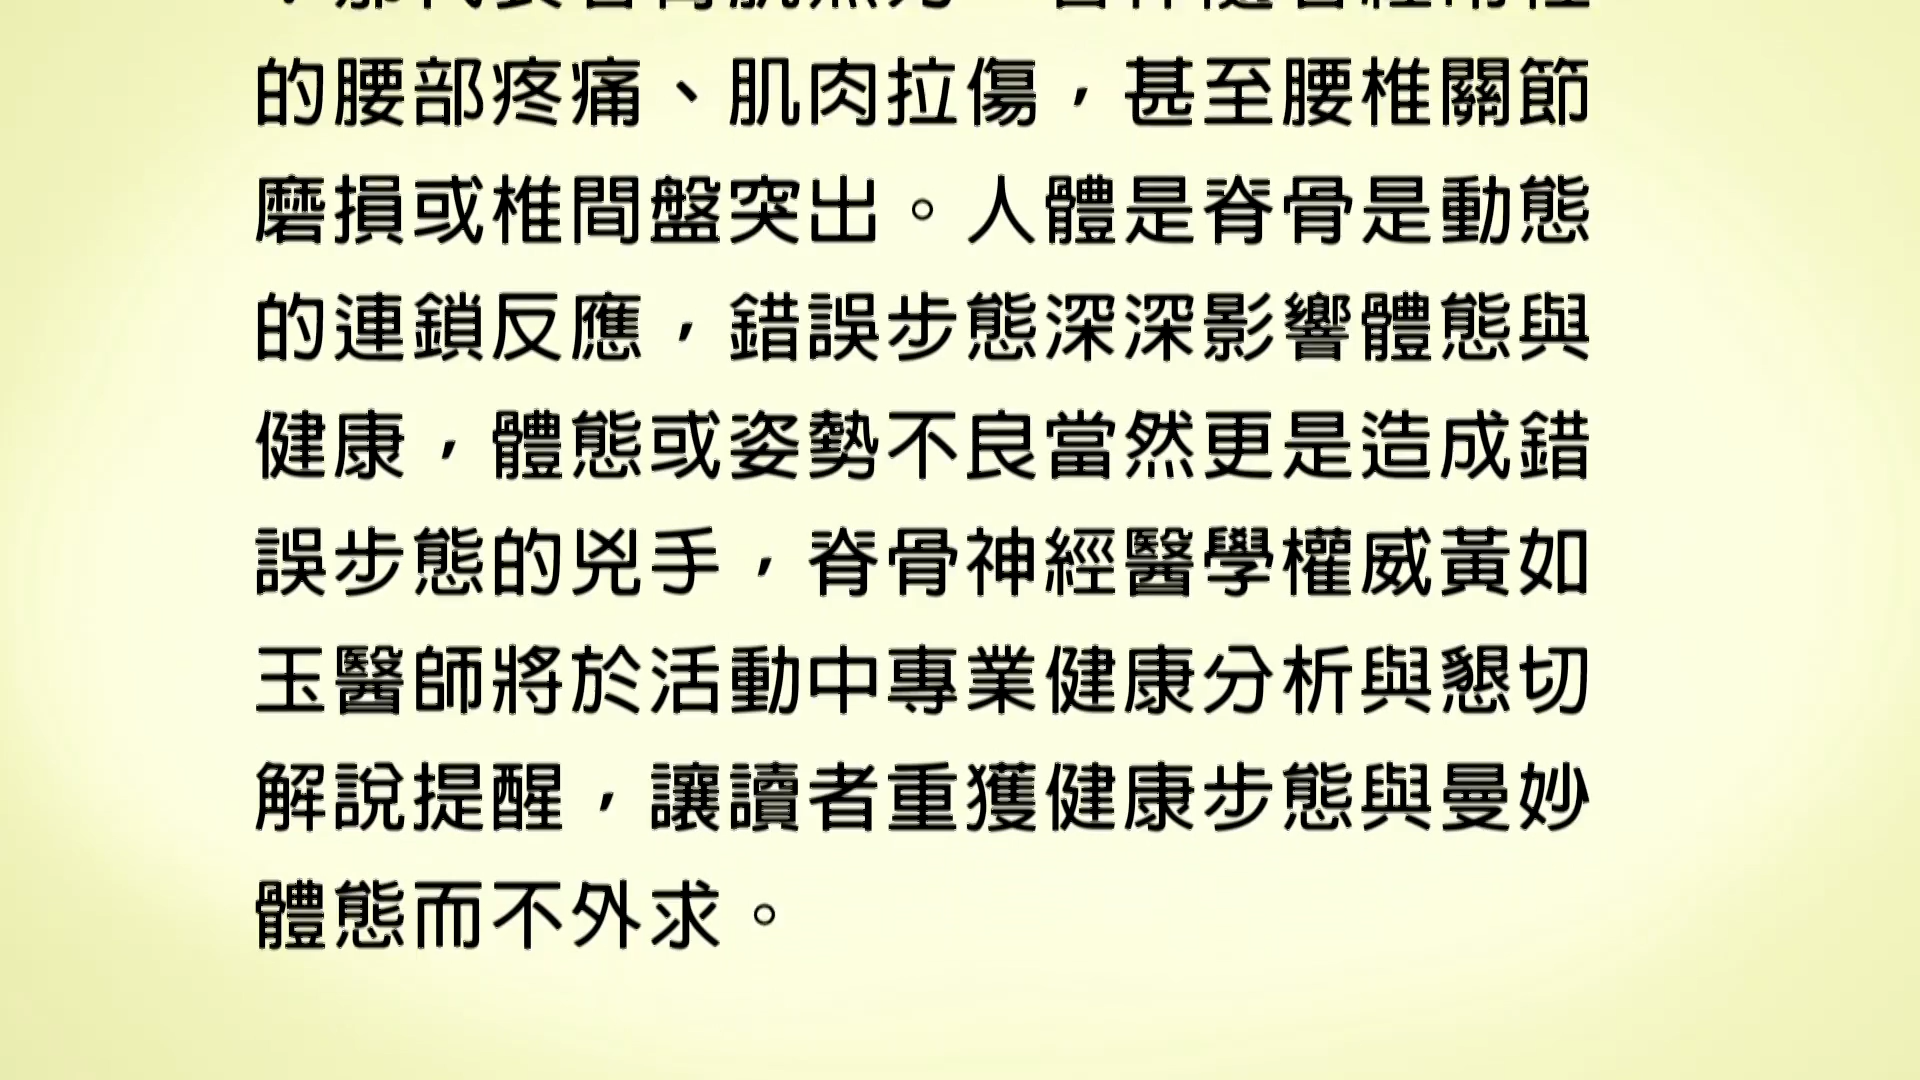 的腰部疼痛、肌肉拉傷，甚至腰椎關節
磨損或椎間盤突出。人體是脊骨是動態
的連鎖反應，錯誤步態深深影響體態與
健康，體態或姿勢不良當然更是造成錯
誤步態的兇手，脊骨神經醫學權威黃如
玉醫師將於活動中專業健康分析與懇切
解說提醒，讓讀者重獲健康步態與曼妙
體態而不外求。